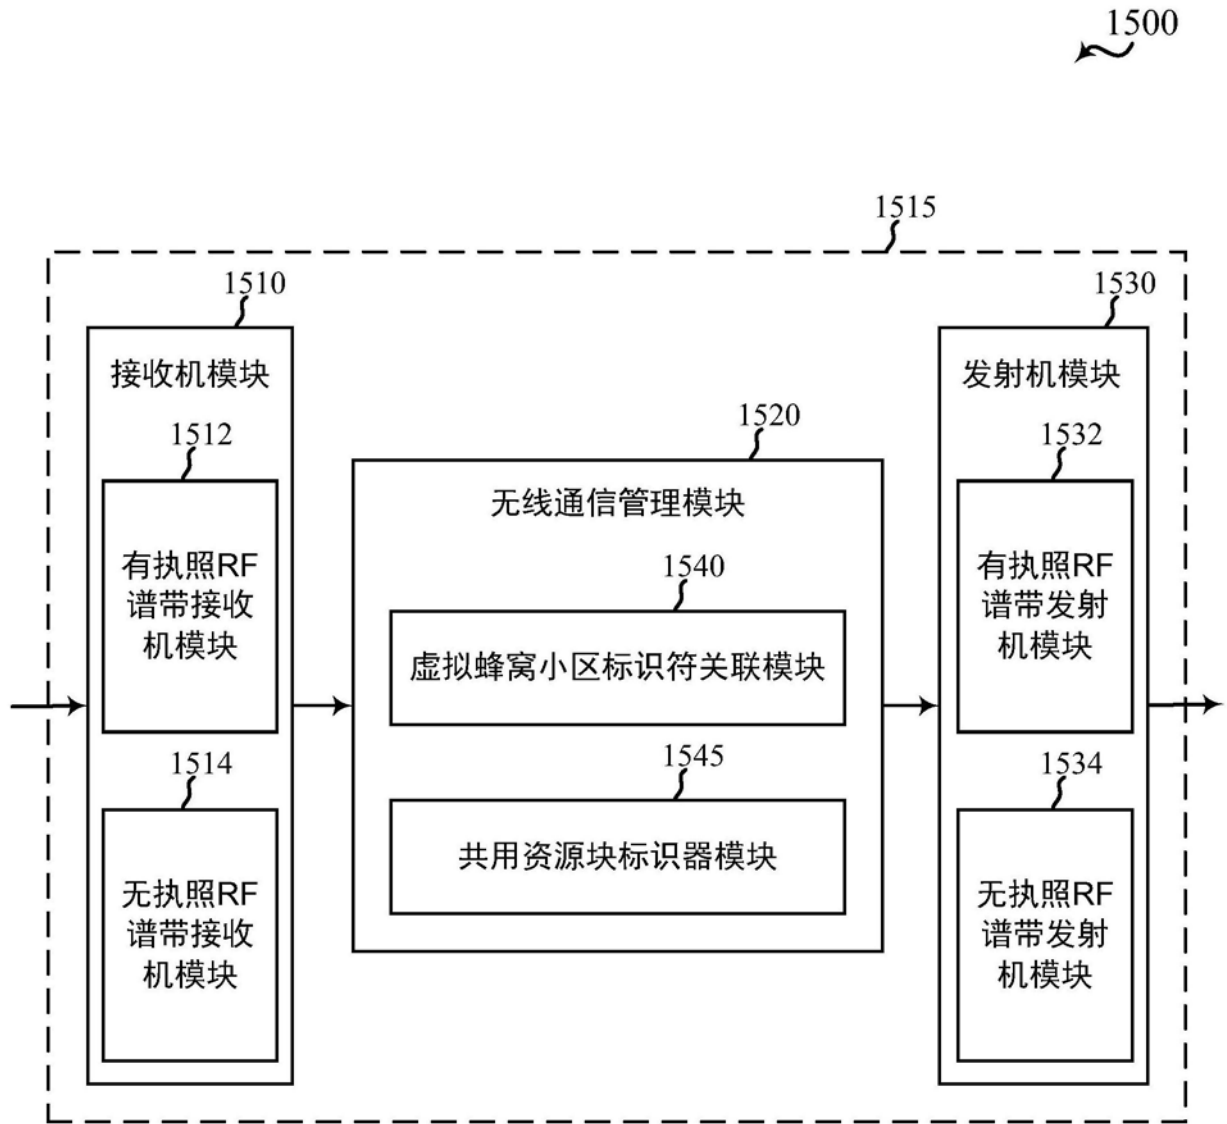 1500
1515
1510
1530
接收机模块
发射机模块
1512
1520
1532
无线通信管理模块
有执照RF
谱带接收
机模块
1540
虚拟蜂窝小区标识符关联模块
有执照RF
谱带发射
机模块
1514
1545
1534
共用资源块标识器模块
无执照RF
谱带接收
机模块
无执照RF
谱带发射
机模块